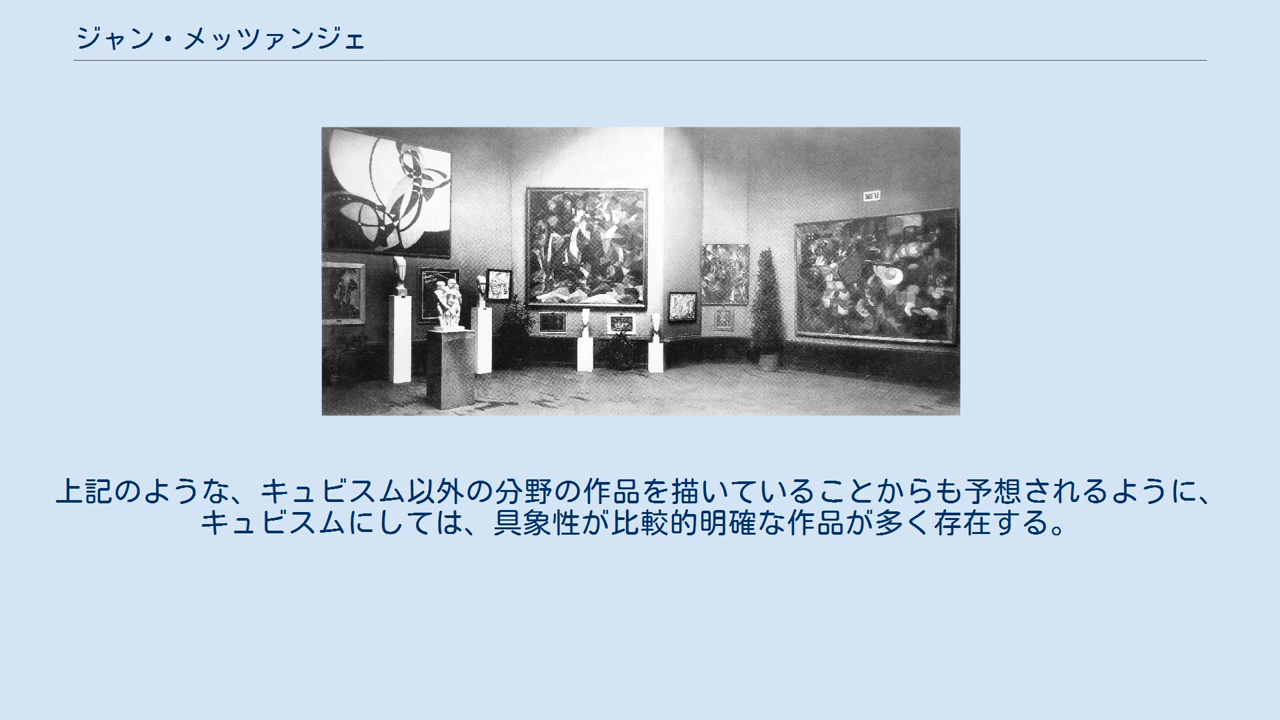 ジャン・メッツァンジェ
上記のような、キュビスム以外の分野の作品を描いていることからも予想されるように、
キュビスムにしては、具象性が比較的明確な作品が多く存在する。